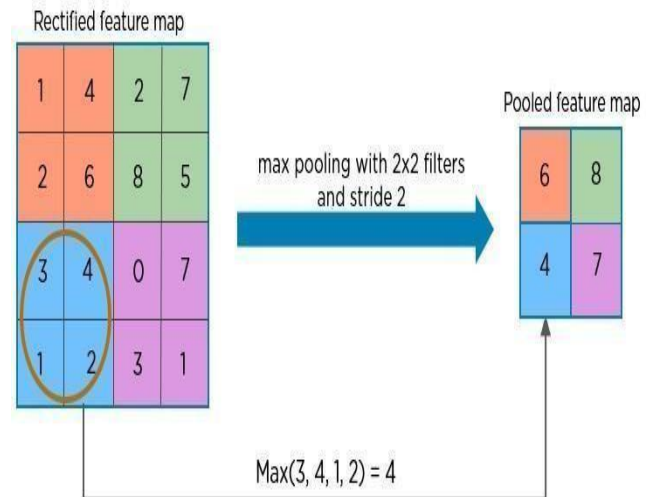 Rectified feature map
1 4 2 7
2 6 8 5
3 4 0 7
1 2 3 1
max pooling with 2x2 filters
and stride 2
Pooled feature map
6 8
4 7
Max(3, 4, 1, 2) = 4